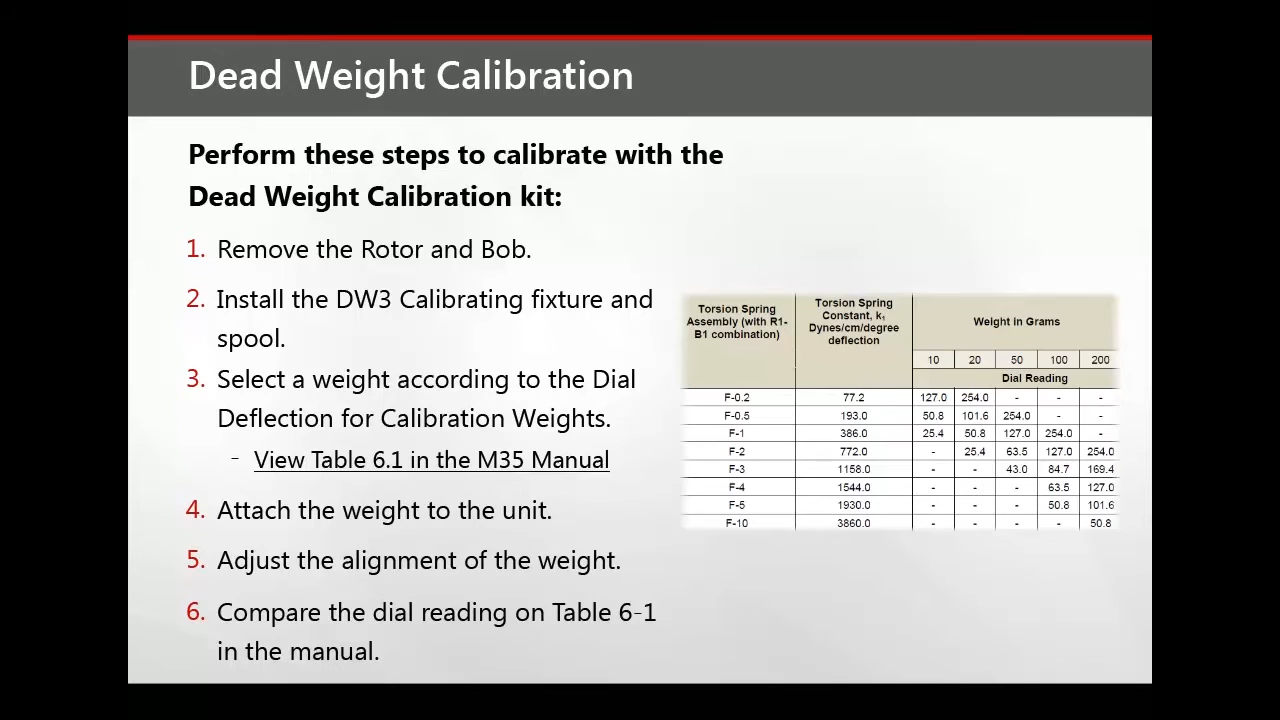 Dead Weight Calibration
Perform these steps to calibrate with the
Dead Weight Calibration kit:
1. Remove the Rotor and Bob.
2. Install the DW3 Calibrating fixture and
spool.
3. Select a weight according to the Dial
Deflection for Calibration Weights.
- View Table 6.1 in the M35 Manual
4. Attach the weight to the unit.
5. Adjust the alignment of the weight.
6. Compare the dial reading on Table 6-1
in the manual.
Torsion Spring
Assembly (with R1-
B1 combination)
Torsion Spring
Constant, k1
Dynes/cm/degree
deflection
Weight in Grams
10 20 50 100 200
Dial Reading
F-0.2 77.2 127.0 254.0 - - -
F-0.5 193.0 50.8 101.6 254.0 - -
F-1 386.0 25.4 50.8 127.0 254.0 -
F-2 772.0 - 25.4 63.5 127.0 254.0
F-3 1158.0 - - 43.0 84.7 169.4
F-4 1544.0 - - - 63.5 127.0
F-5 1930.0 - - - 50.8 101.6
F-10 3860.0 - - - - 50.8